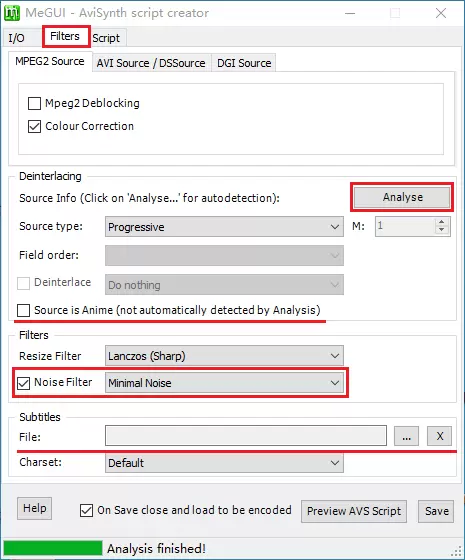 MeGUI - AviSynth script creator
I/O Filters Script
MPEG2 Source AVI Source / DSSource DGI Source
Mpeg2 Deblocking
Colour Correction
Deinterlacing
Source Info (Click on 'Analyse...' for autodetection): Analyse
Source type: Progressive M: 1
Field order:
Deinterlace Do nothing
Source is Anime (not automatically detected by Analysis)
Filters
Resize Filter Lanczos (Sharp)
Noise Filter Minimal Noise
Subtitles
File: ... X
Charset: Default
Help On Save close and load to be encoded Preview AVS Script Save
Analysis finished!